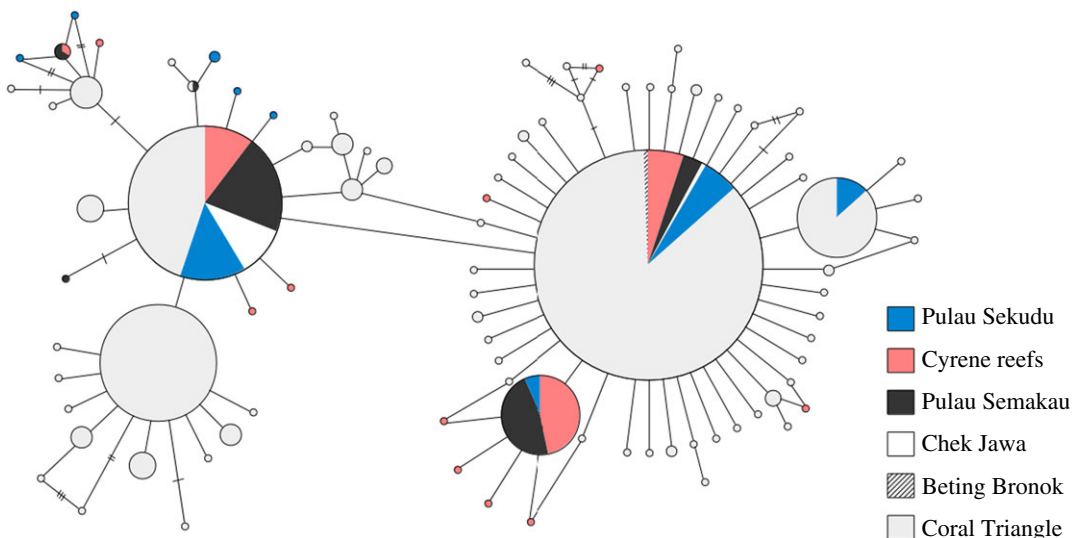 Pulau Sekudu
Cyrene reefs
Pulau Semakau
Chek Jawa
Beting Bronok
Coral Triangle